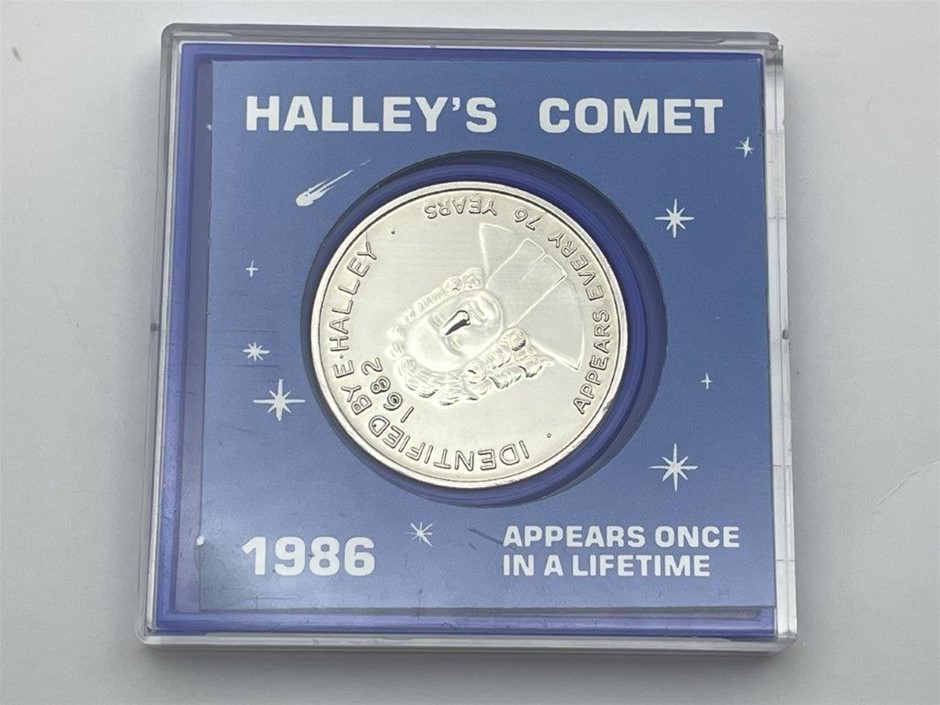 HALLEY'S COMET
APPEARS EVERY 76 YEARS
IDENTIFIED BY E·HALLEY
1682
1986
APPEARS ONCE
IN A LIFETIME